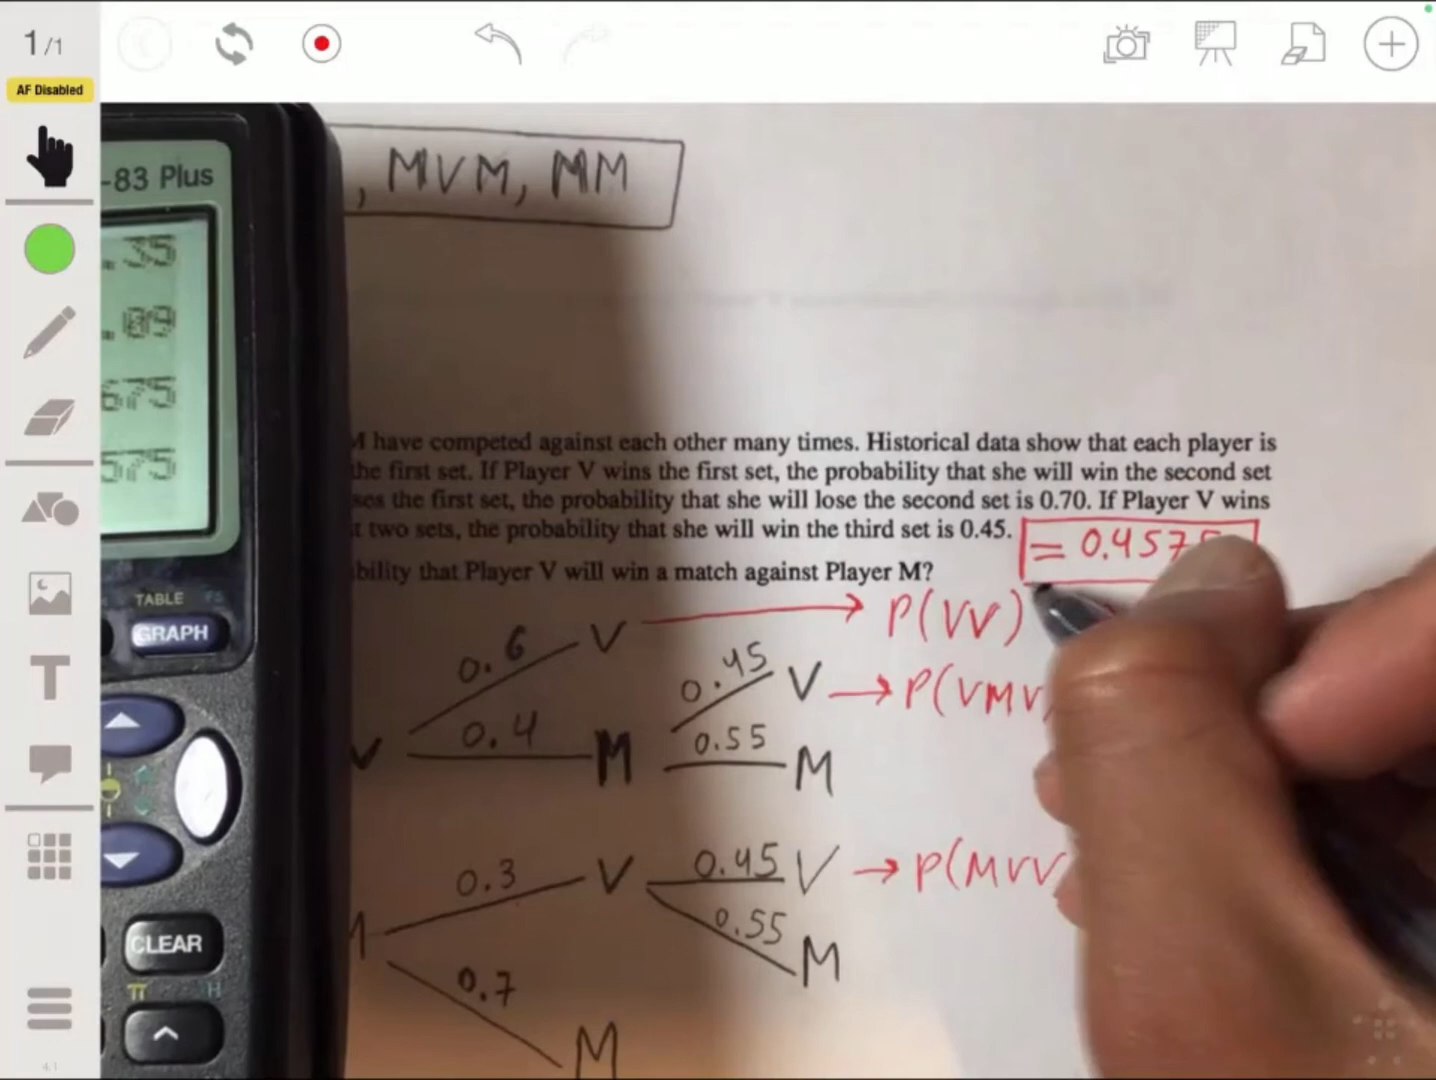 1/1
AF Disabled
-83 Plus
, MVM, MM
.35
.09
675
575
M have competed against each other many times. Historical data show that each player is
the first set. If Player V wins the first set, the probability that she will win the second set
ses the first set, the probability that she will lose the second set is 0.70. If Player V wins
t two sets, the probability that she will win the third set is 0.45.
= 0.4575
bility that Player V will win a match against Player M?
TABLE F5
GRAPH
0.6 V → P(VV)
0.45 V → P(VMV)
V 0.4 M 0.55 M
0.3 V 0.45 V → P(MVV
M 0.55 M
0.7 M
CLEAR
π H
^
T
4.1